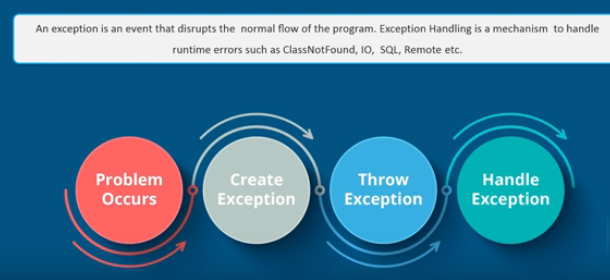 An exception is an event that disrupts the normal flow of the program. Exception Handling is a mechanism to handle
runtime errors such as ClassNotFound, IO, SQL, Remote etc.
Problem
Occurs
Create
Exception
Throw
Exception
Handle
Exception